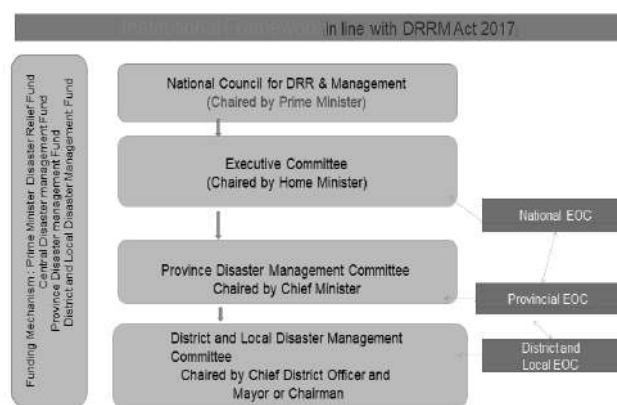 Institutional Framework in line with DRRM Act 2017
Funding Mechanism : Prime Minister Disaster Relief Fund
Central Disaster management Fund
Province Disaster management Fund
District and Local Disaster Management Fund
National Council for DRR & Management
(Chaired by Prime Minister)
Executive Committee
(Chaired by Home Minister)
Province Disaster Management Committee
Chaired by Chief Minister
District and Local Disaster Management
Committee
Chaired by Chief District Officer and
Mayor or Chairman
National EOC
Provincial EOC
District and
Local EOC